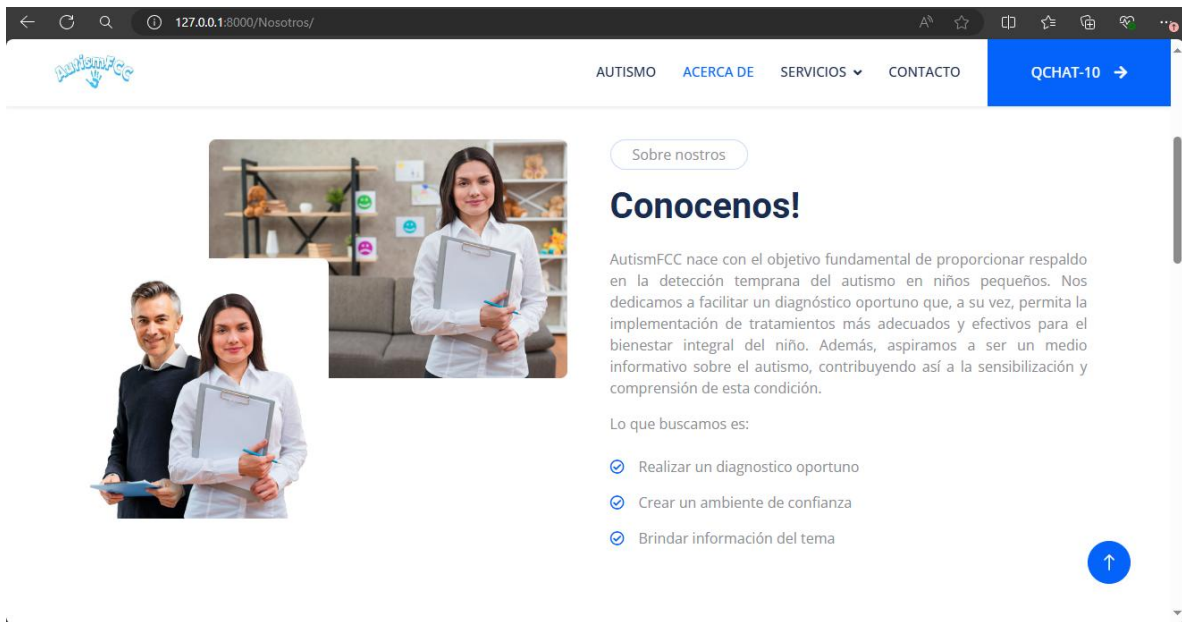 127.0.0.1:8000/Nosotros/
AutismFCC
AUTISMO ACERCA DE SERVICIOS CONTACTO QCHAT-10
Sobre nostros
Conocenos!
AutismFCC nace con el objetivo fundamental de proporcionar respaldo
en la detección temprana del autismo en niños pequeños. Nos
dedicamos a facilitar un diagnóstico oportuno que, a su vez, permita la
implementación de tratamientos más adecuados y efectivos para el
bienestar integral del niño. Además, aspiramos a ser un medio
informativo sobre el autismo, contribuyendo así a la sensibilización y
comprensión de esta condición.
Lo que buscamos es:
Realizar un diagnostico oportuno
Crear un ambiente de confianza
Brindar información del tema